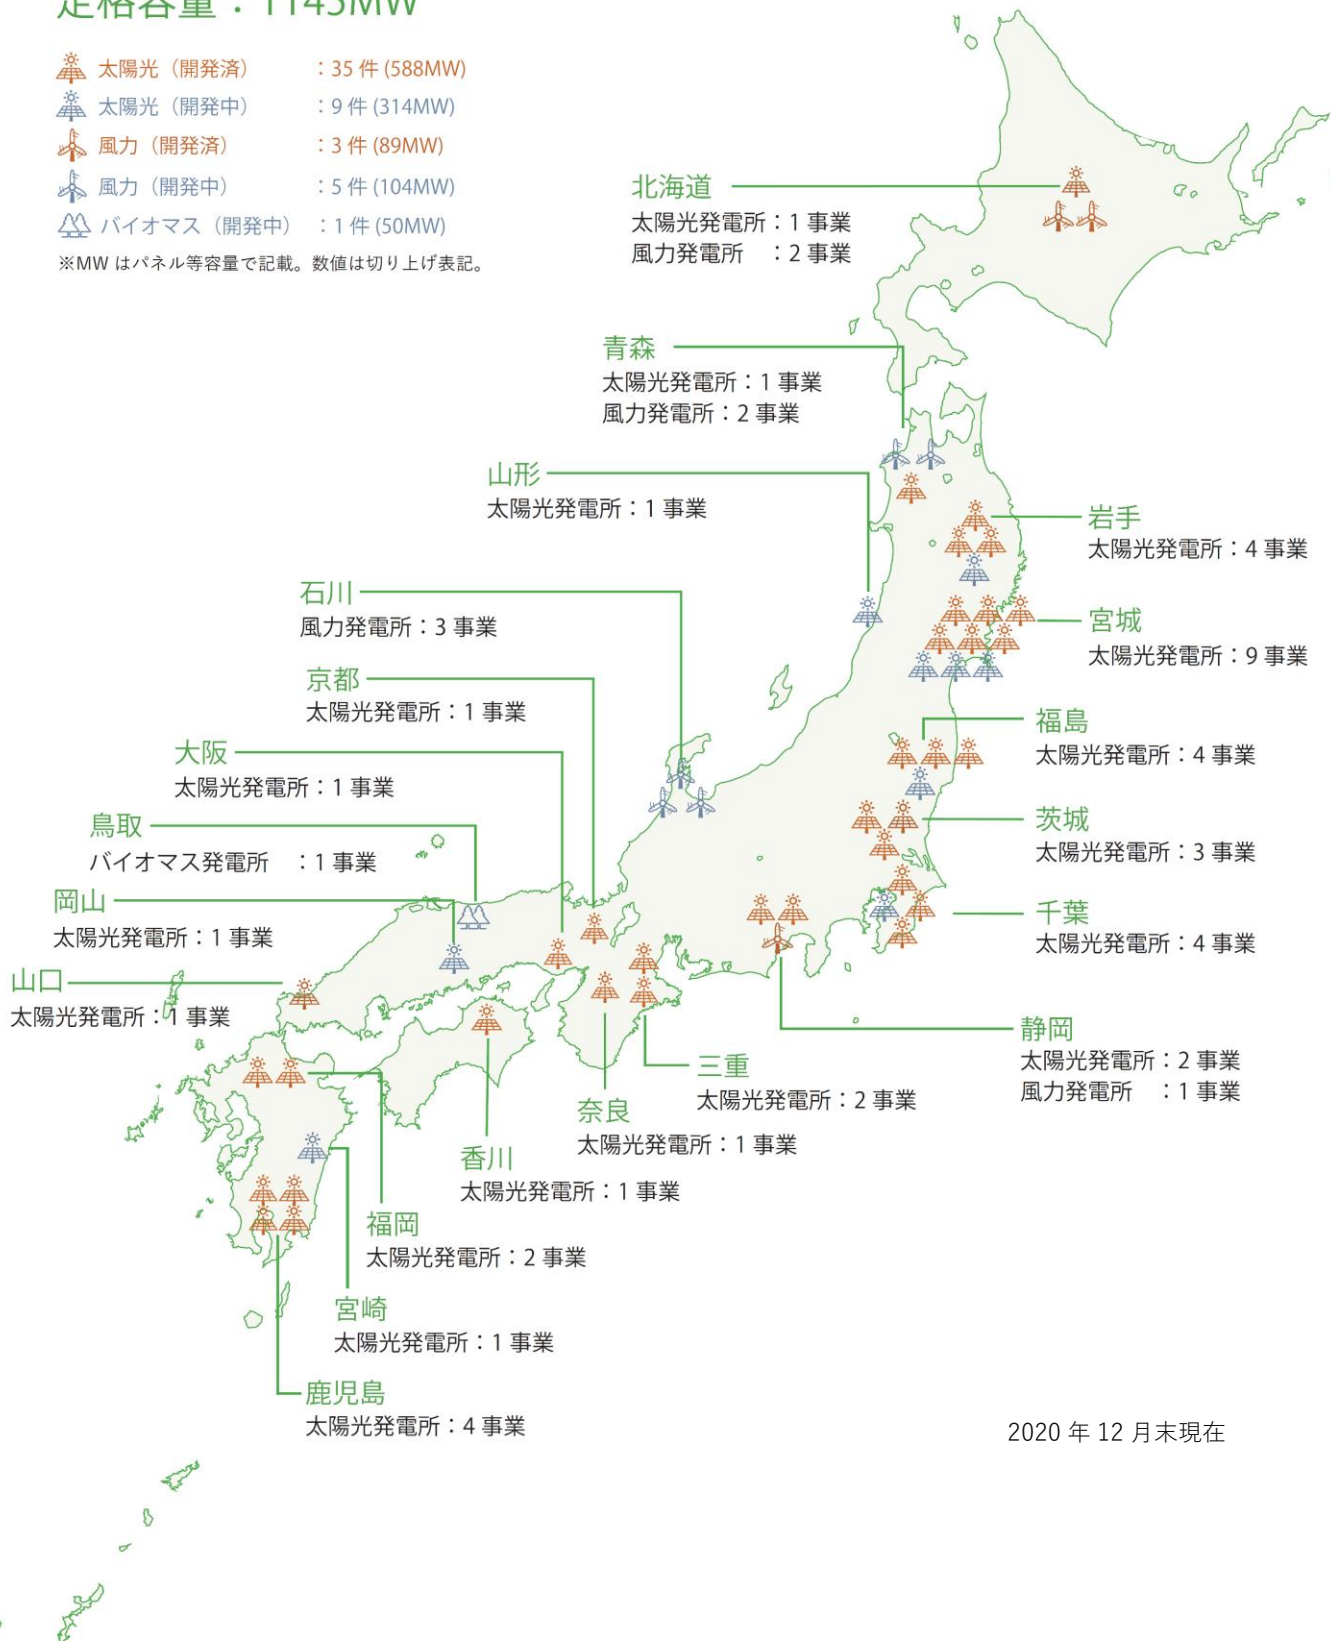 定格容量：1145MW
太陽光（開発済）　：35 件 (588MW)
太陽光（開発中）　：9 件 (314MW)
風力（開発済）　：3 件 (89MW)
風力（開発中）　：5 件 (104MW)
バイオマス（開発中）　：1 件 (50MW)
※MW はパネル等容量で記載。数値は切り上げ表記。
北海道
太陽光発電所：1 事業
風力発電所　：2 事業
青森
太陽光発電所：1 事業
風力発電所：2 事業
山形
太陽光発電所：1 事業
岩手
太陽光発電所：4 事業
石川
風力発電所：3 事業
宮城
太陽光発電所：9 事業
京都
太陽光発電所：1 事業
福島
太陽光発電所：4 事業
大阪
太陽光発電所：1 事業
鳥取
バイオマス発電所　：1 事業
茨城
太陽光発電所：3 事業
岡山
太陽光発電所：1 事業
千葉
太陽光発電所：4 事業
山口
太陽光発電所：1 事業
静岡
太陽光発電所：2 事業
風力発電所　：1 事業
三重
太陽光発電所：2 事業
奈良
太陽光発電所：1 事業
香川
太陽光発電所：1 事業
福岡
太陽光発電所：2 事業
宮崎
太陽光発電所：1 事業
鹿児島
太陽光発電所：4 事業
2020 年 12 月末現在